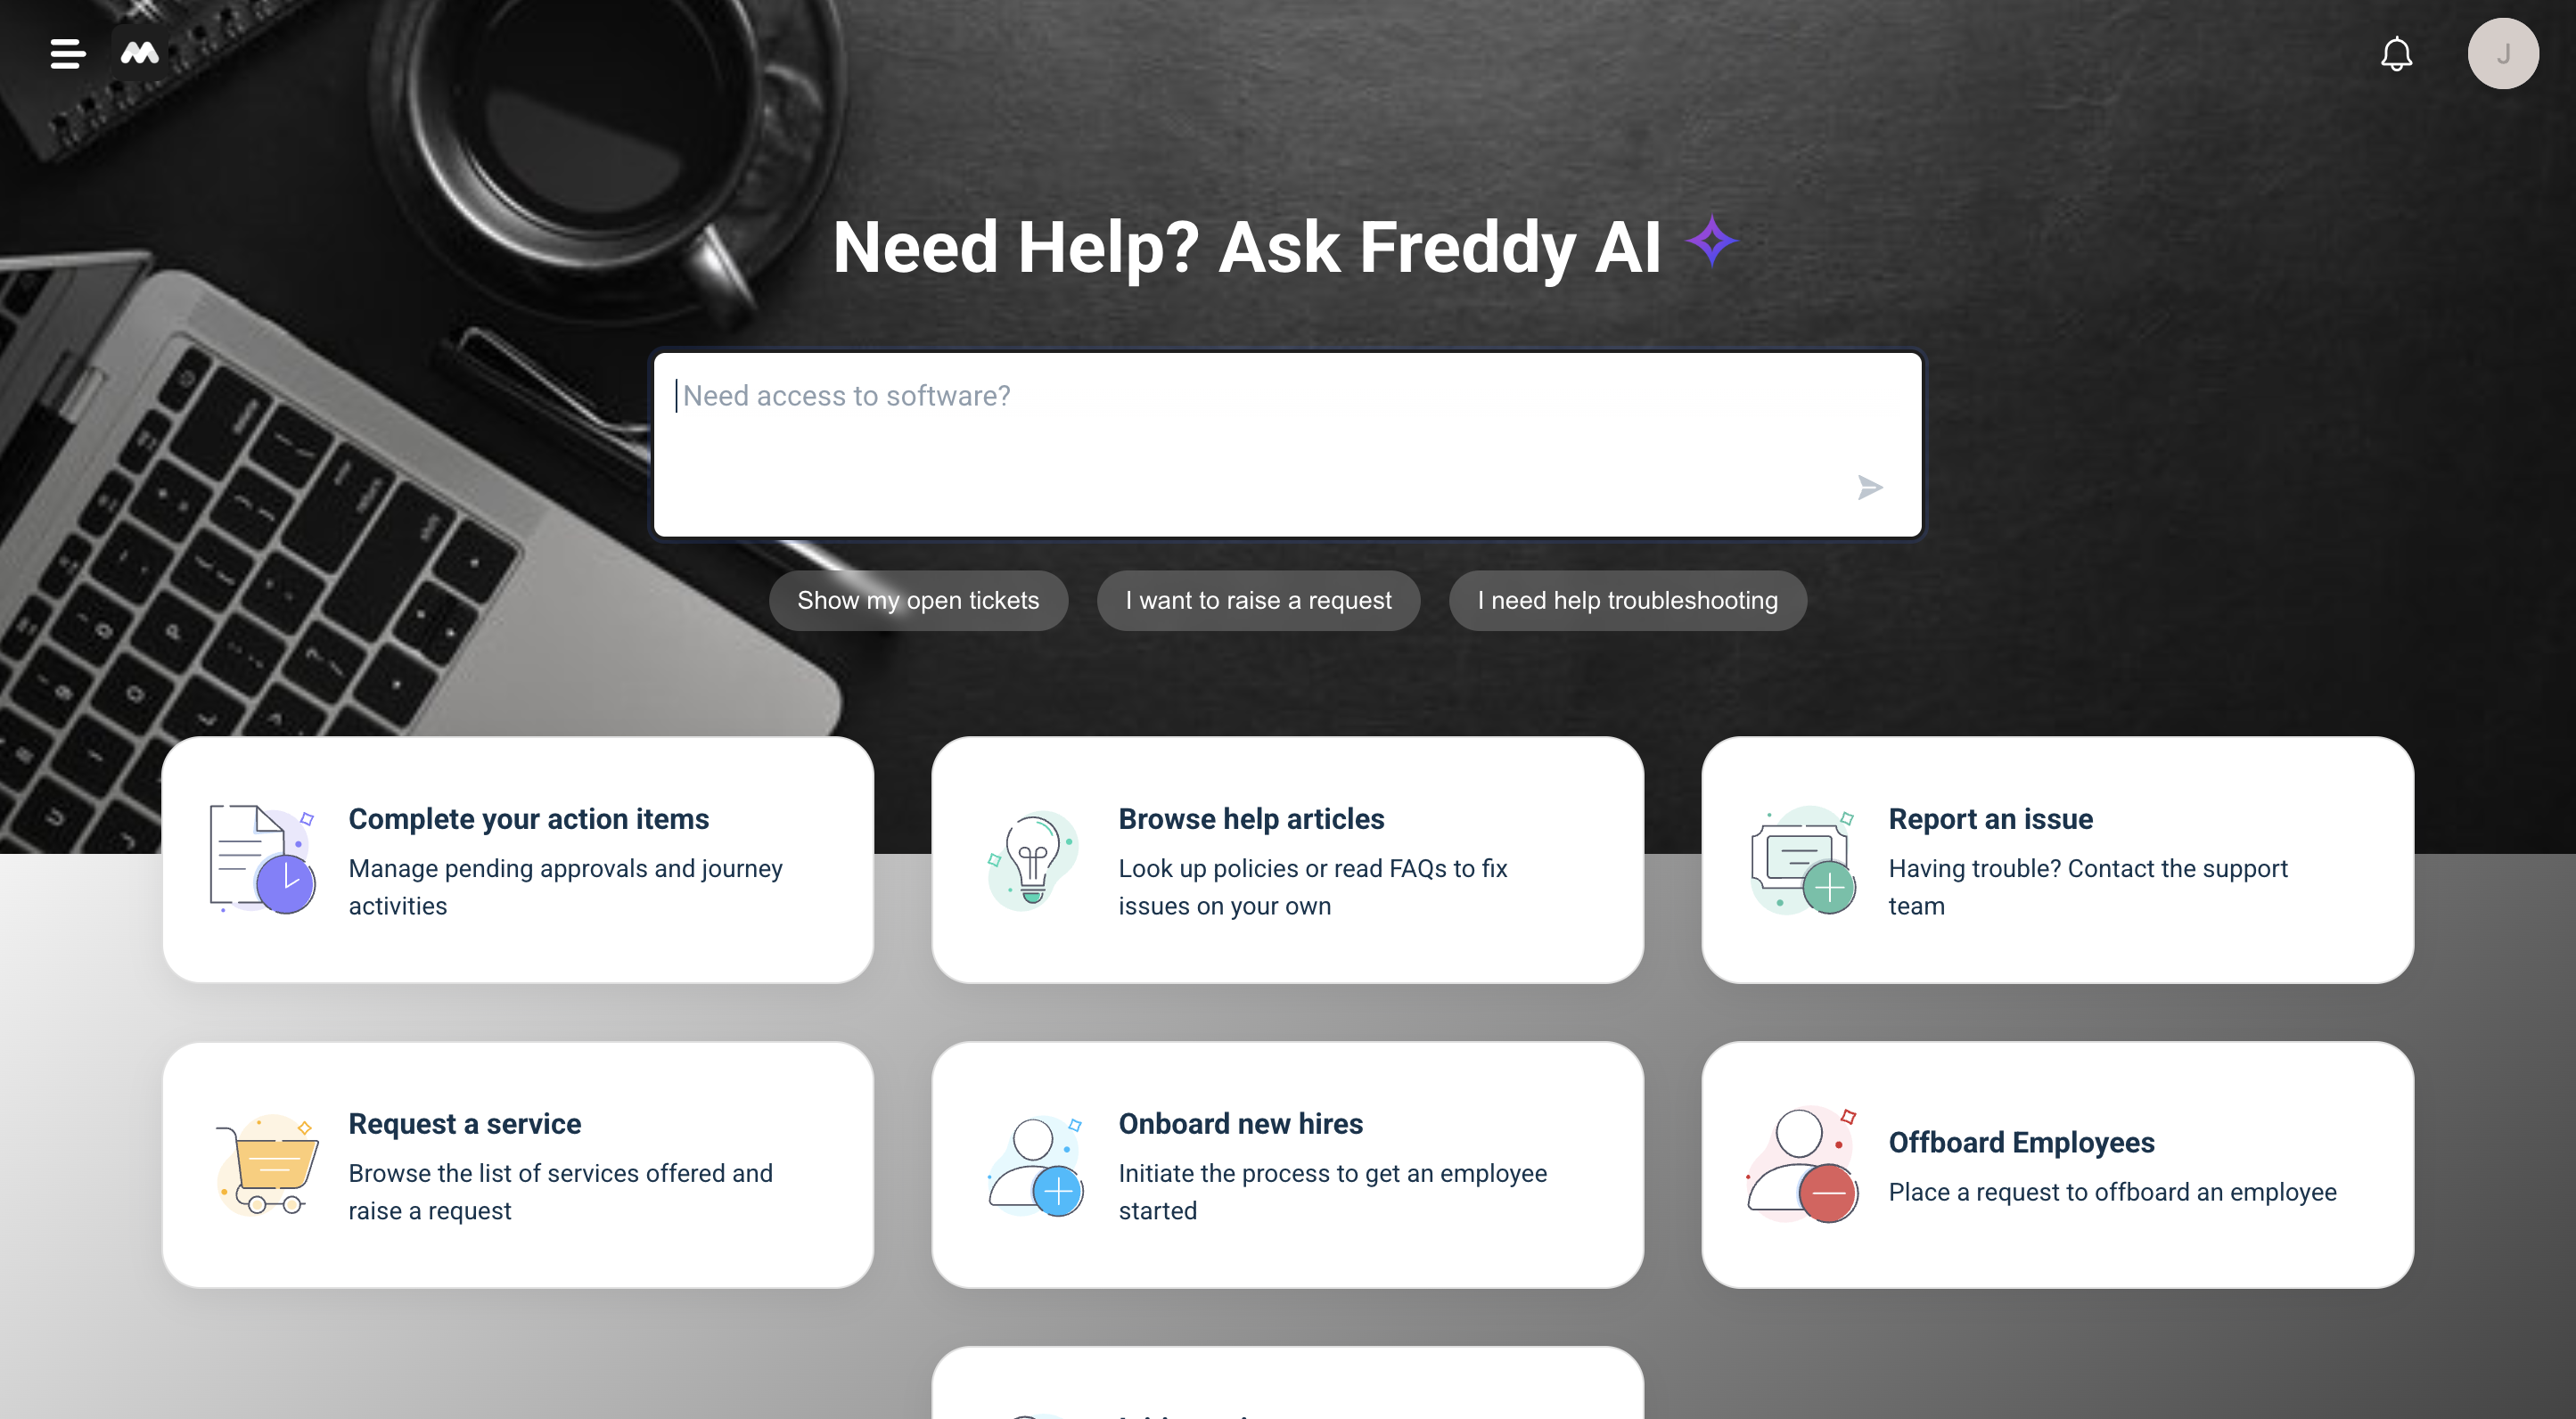 J
Need Help? Ask Freddy AI
Need access to software?
Show my open tickets
I want to raise a request
I need help troubleshooting
Complete your action items
Manage pending approvals and journey
activities
Browse help articles
Look up policies or read FAQs to fix
issues on your own
Report an issue
Having trouble? Contact the support
team
Request a service
Browse the list of services offered and
raise a request
Onboard new hires
Initiate the process to get an employee
started
Offboard Employees
Place a request to offboard an employee